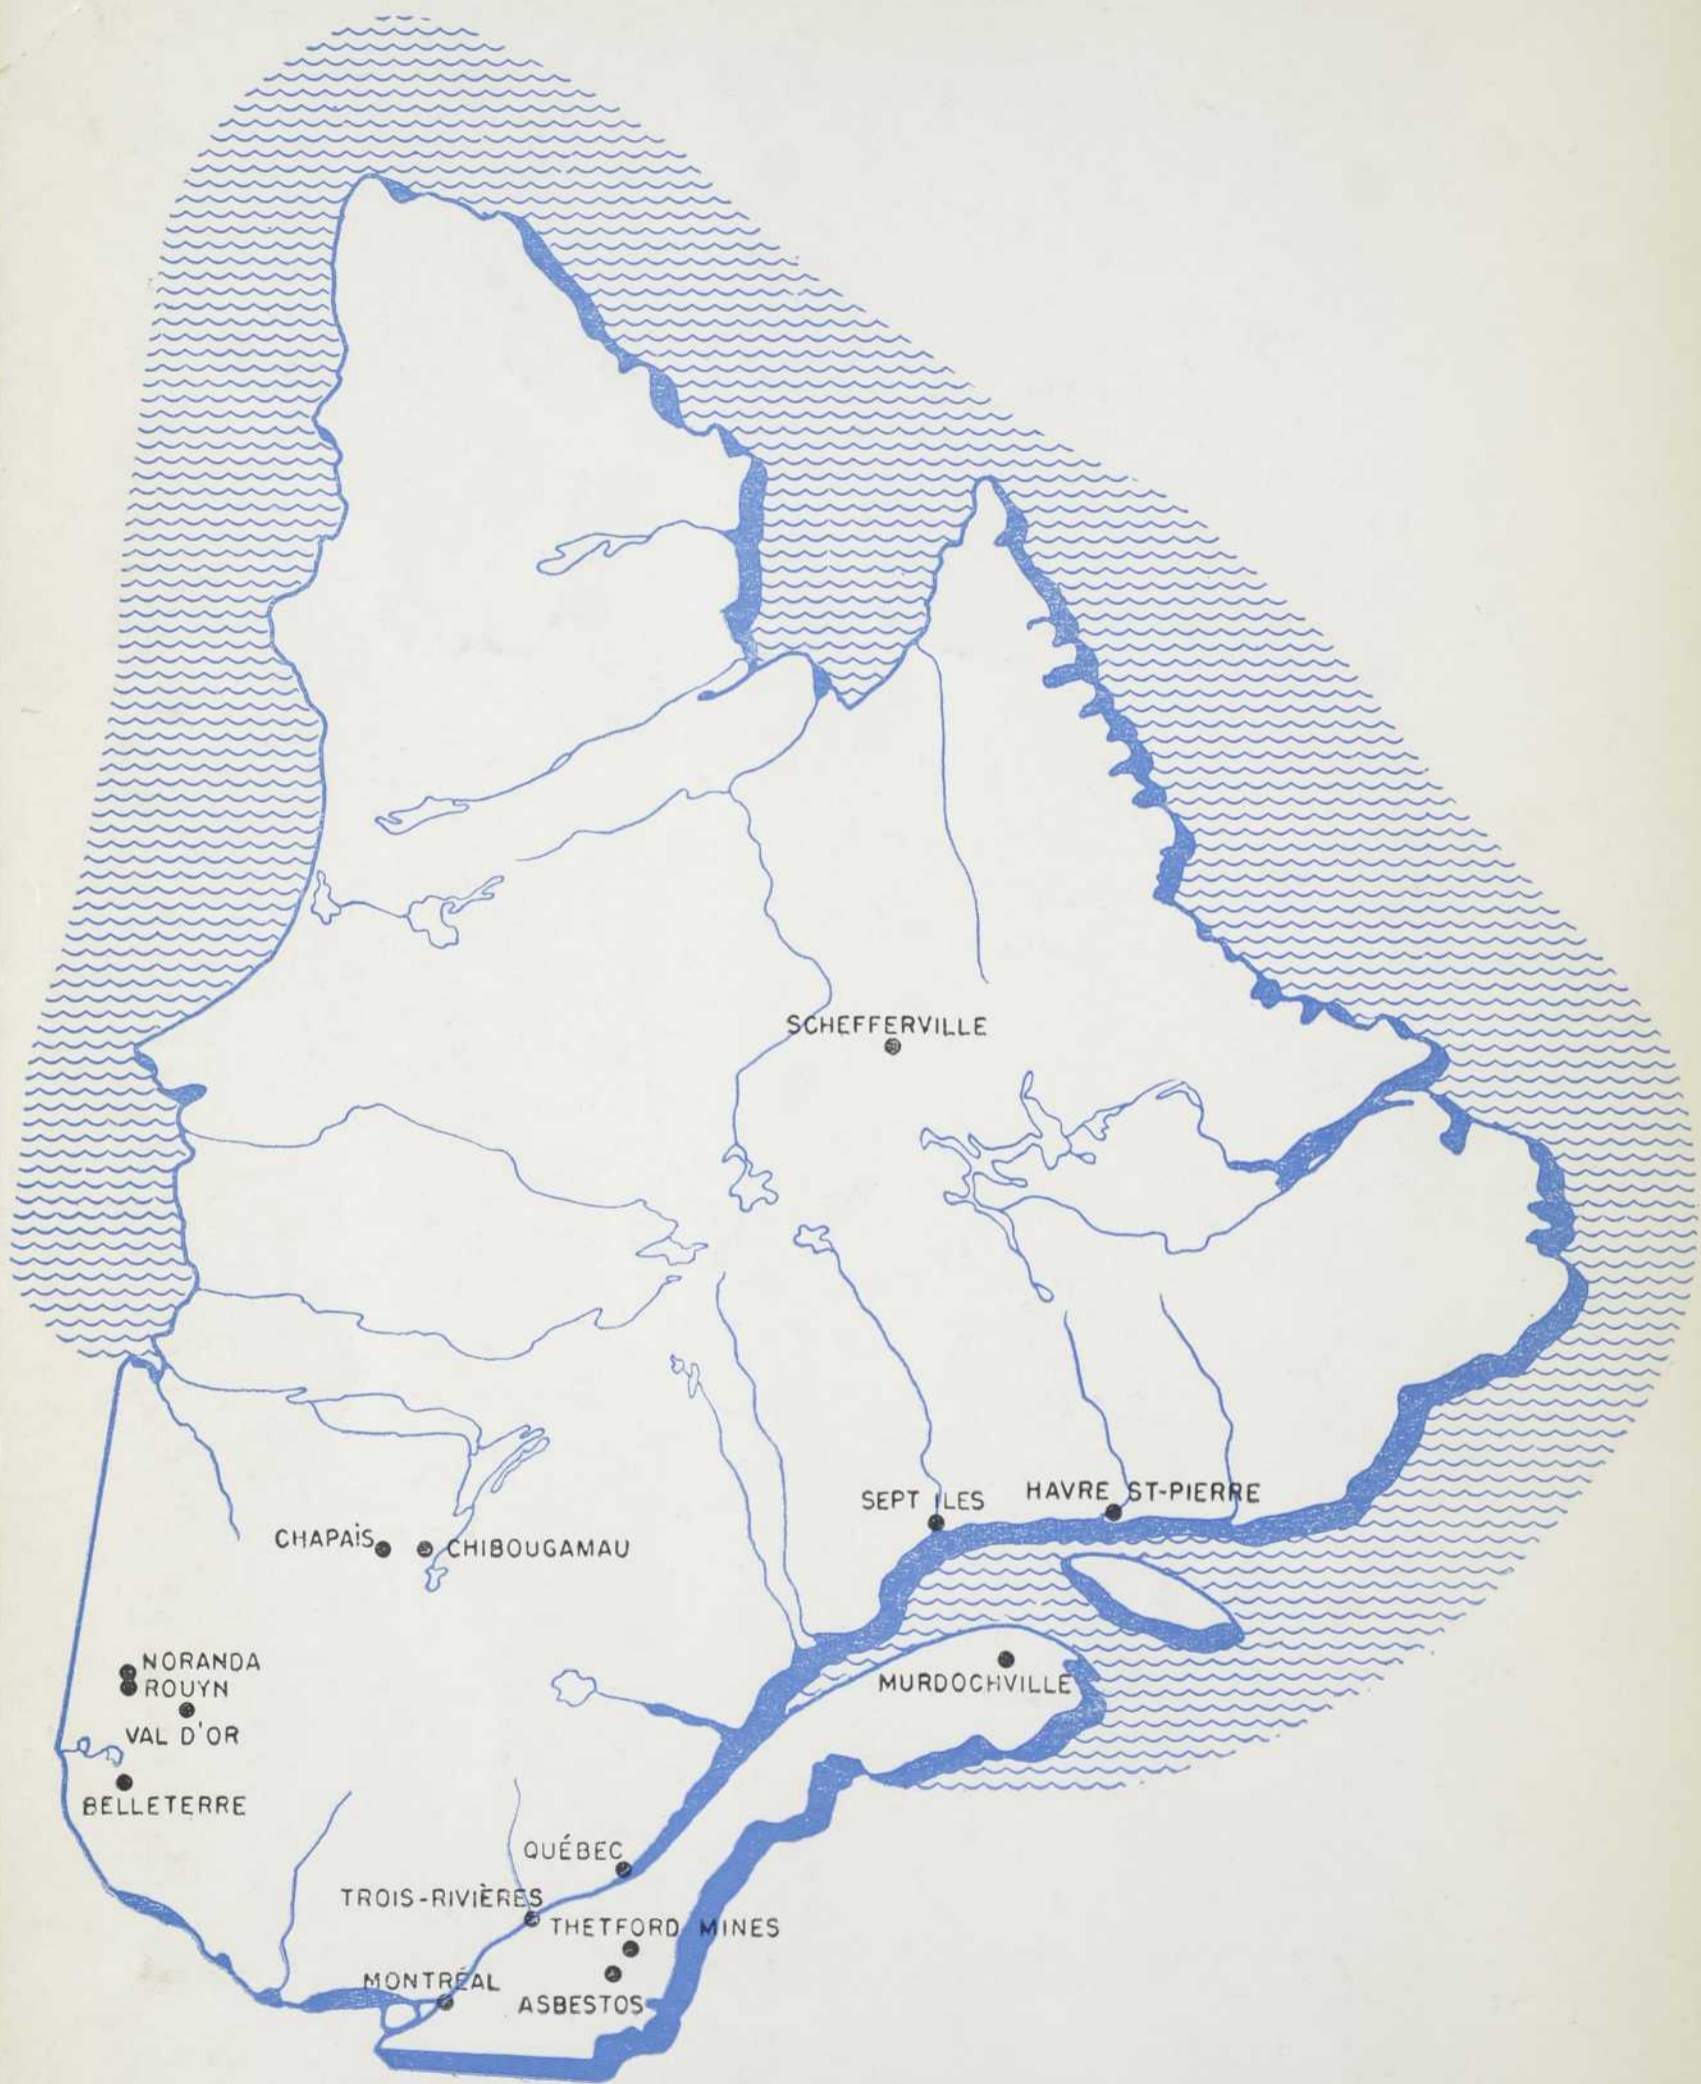 SCHEFFERVILLE
SEPT ILES
HAVRE ST-PIERRE
CHAPAiS
CHIBOUGAMAU
NORANDA
ROUYN
VAL D'OR
MURDOCHVILLE
BELLETERRE
QUÉBEC
TROIS-RIVIÈRES
THETFORD MINES
MONTRÉAL
ASBESTOS